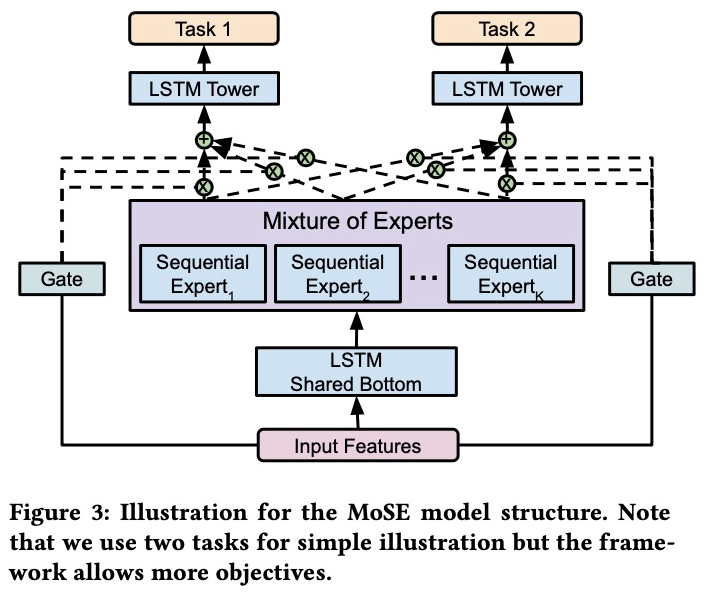 Task 1
Task 2
LSTM Tower
LSTM Tower
+
+
X
X
X
X
X
X
Mixture of Experts
Gate
Sequential
Expert1
Sequential
Expert2
...
Sequential
ExpertK
Gate
LSTM
Shared Bottom
Input Features
Figure 3: Illustration for the MoSE model structure. Note
that we use two tasks for simple illustration but the frame-
work allows more objectives.